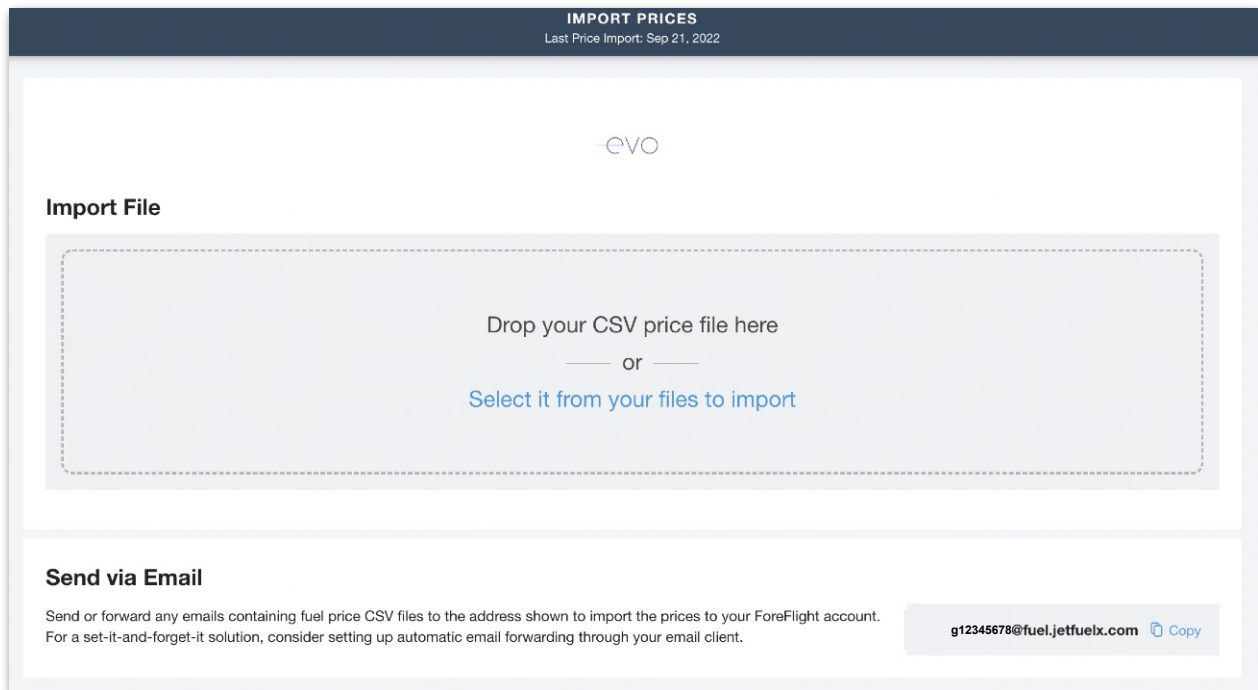 IMPORT PRICES
Last Price Import: Sep 21, 2022
evo
Import File
Drop your CSV price file here
or
Select it from your files to import
Send via Email
Send or forward any emails containing fuel price CSV files to the address shown to import the prices to your ForeFlight account.
For a set-it-and-forget-it solution, consider setting up automatic email forwarding through your email client.
g12345678@fuel.jetfuelx.com Copy